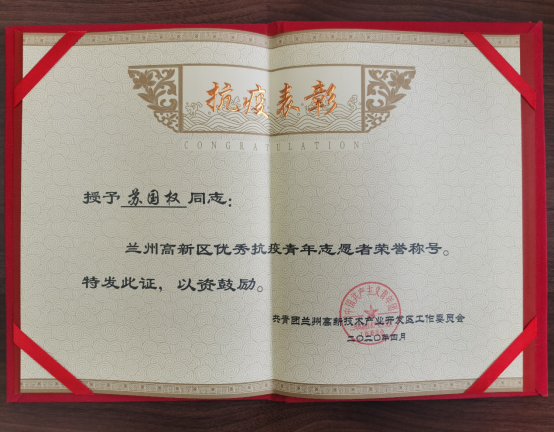 抗疫表彰
CONGRATULATION
授予 苏国权 同志：
兰州高新区优秀抗疫青年志愿者荣誉称号。
特发此证，以资鼓励。
共青团兰州高新技术产业开发区工作委员会
二〇二〇年四月